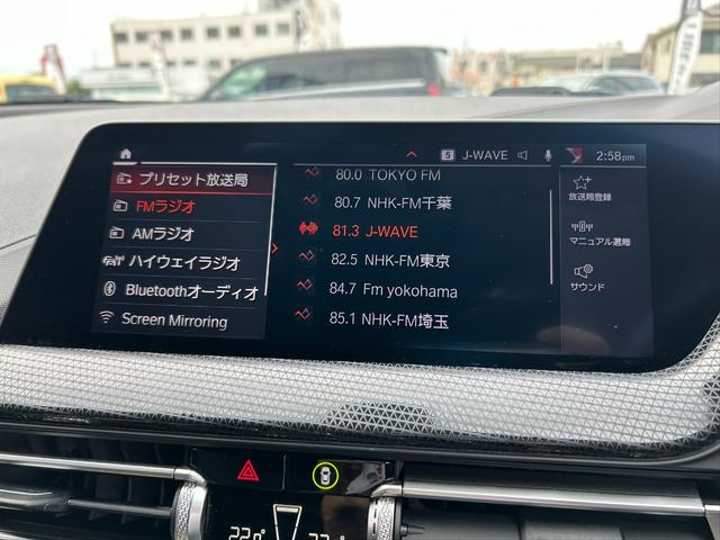 5 J-WAVE 2:58pm
プリセット放送局
FMラジオ
AMラジオ
ハイウェイラジオ
Bluetoothオーディオ
Screen Mirroring
80.0 TOKYO FM
80.7 NHK-FM千葉
81.3 J-WAVE
82.5 NHK-FM東京
84.7 Fm yokohama
85.1 NHK-FM埼玉
放送局登録
マニュアル選局
サウンド